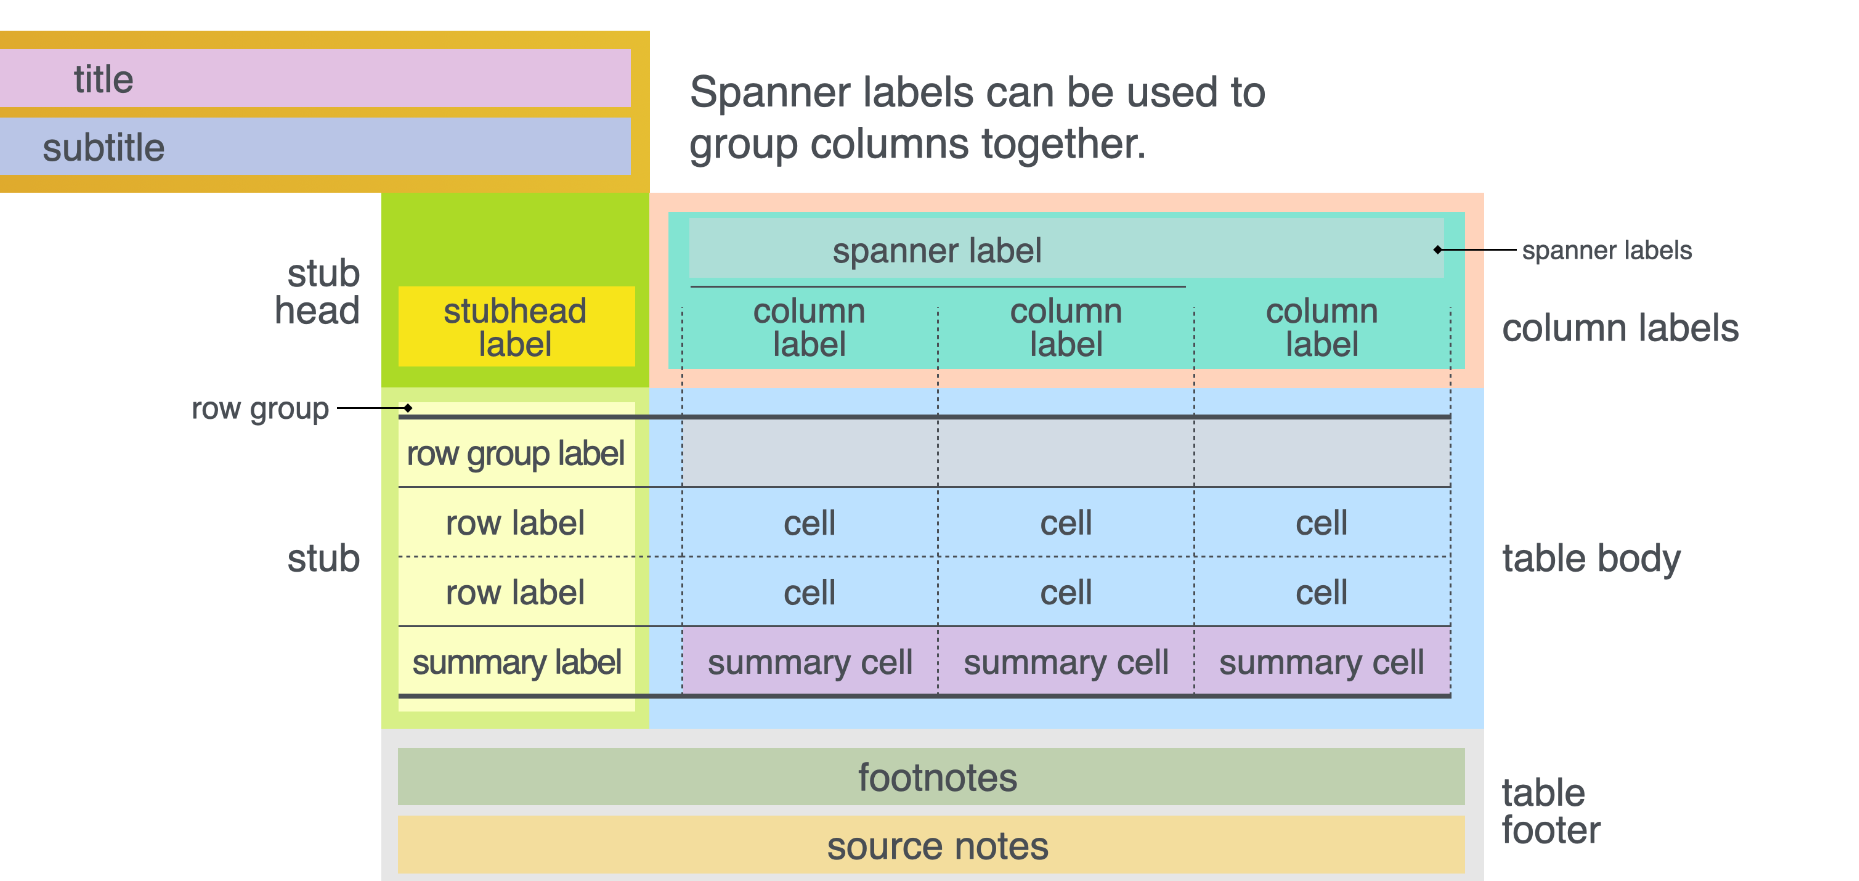 title
subtitle
Spanner labels can be used to
group columns together.
stub
head
stubhead
label
spanner label
spanner labels
column
label
column
label
column
label
column labels
row group
row group label
stub
row label
cell
cell
cell
row label
cell
cell
cell
table body
summary label
summary cell
summary cell
summary cell
footnotes
source notes
table
footer